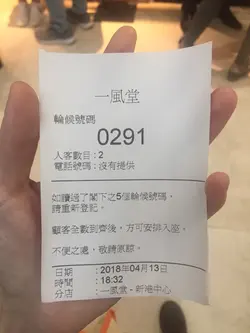 一風堂
輪候號碼
0291
人客數目: 2
電話號碼: 沒有提供
如讀過了閣下之5個輪候號碼，
請重新登記。
顧客全數到齊後，方可安排入座。
不便之處，敬請原諒。
日期 : 2018年04月13日
時間 : 18:32
分店 : 一風堂 - 新港中心